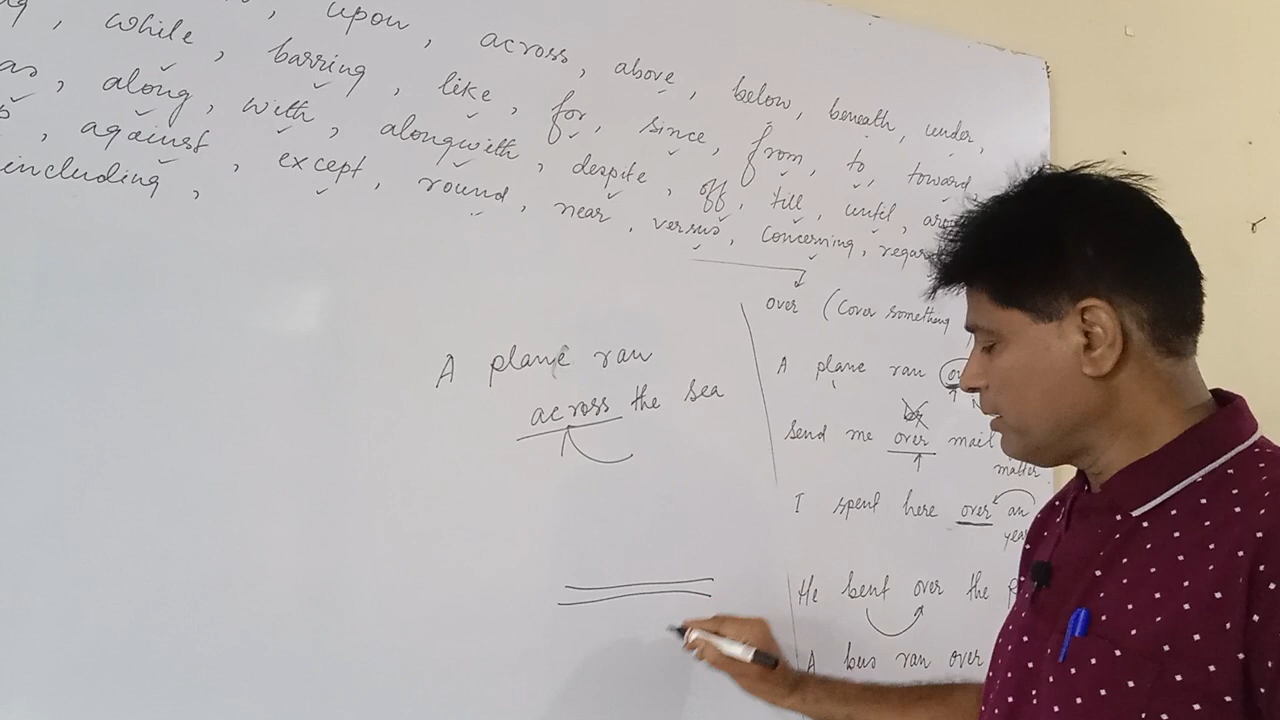 , upon, across, above, below, beneath, under,
, while, barring, like, for, since, from, to, toward,
as, along, with, alongwith, despite, off, till, until,
, against, except, round, near, versus, concerning,
including,
over (Cover something
A plane ran
across the sea
A plane ran
by
Send me over mail
matter
I spent here over an
year
He bent over the
A bus ran over